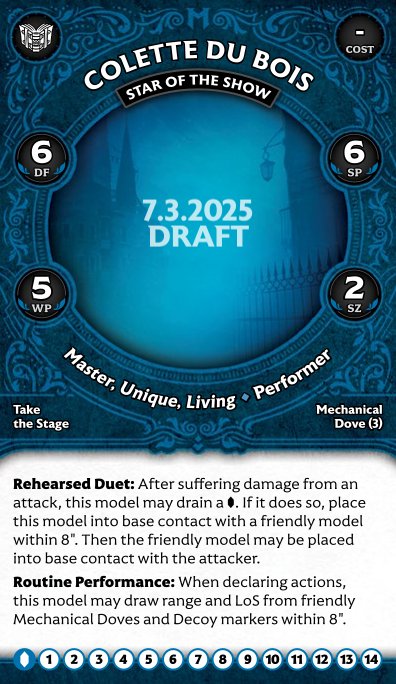 -
COST
COLETTE DU BOIS
STAR OF THE SHOW
6
DF
6
SP
7.3.2025
DRAFT
5
WP
2
SZ
Master, Unique, Living ♦ Performer
Take
the Stage
Mechanical
Dove (3)
Rehearsed Duet: After suffering damage from an
attack, this model may drain a ⬮. If it does so, place
this model into base contact with a friendly model
within 8". Then the friendly model may be placed
into base contact with the attacker.
Routine Performance: When declaring actions,
this model may draw range and LoS from friendly
Mechanical Doves and Decoy markers within 8".
1 2 3 4 5 6 7 8 9 10 11 12 13 14